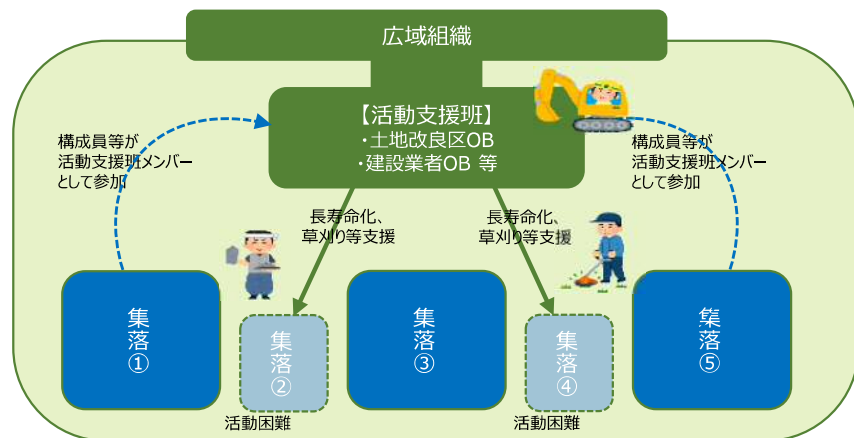 広域組織
【活動支援班】
・土地改良区OB
・建設業者OB 等
構成員等が
活動支援班メンバー
として参加
構成員等が
活動支援班メンバー
として参加
長寿命化、
草刈り等支援
長寿命化、
草刈り等支援
集落①
集落②
集落③
集落④
集落⑤
活動困難
活動困難